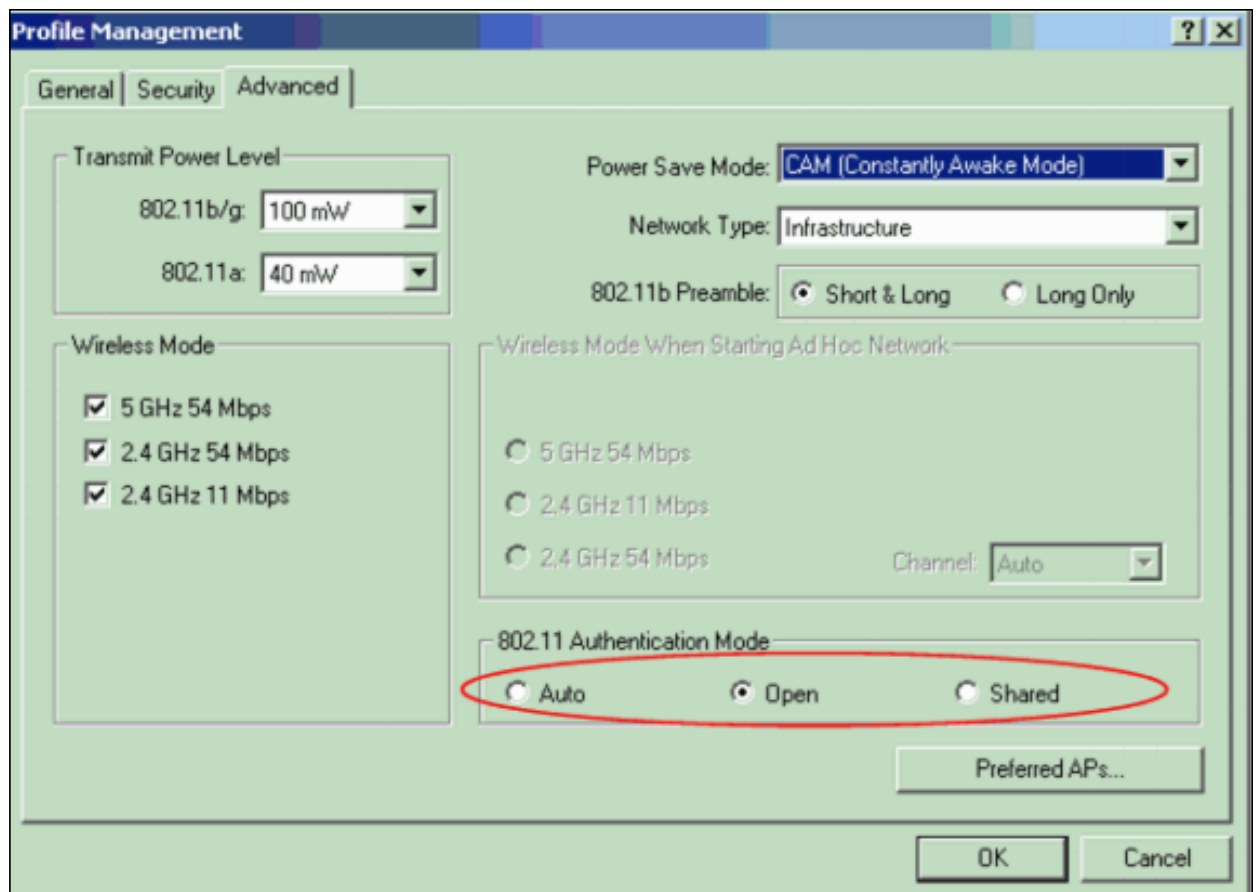 Profile Management
General Security Advanced
Transmit Power Level
802.11b/g: 100 mW
802.11a: 40 mW
Power Save Mode: CAM (Constantly Awake Mode)
Network Type: Infrastructure
802.11b Preamble: Short & Long Long Only
Wireless Mode
5 GHz 54 Mbps
2.4 GHz 54 Mbps
2.4 GHz 11 Mbps
Wireless Mode When Starting Ad Hoc Network
5 GHz 54 Mbps
2.4 GHz 11 Mbps
2.4 GHz 54 Mbps Channel: Auto
802.11 Authentication Mode
Auto Open Shared
Preferred APs...
OK Cancel